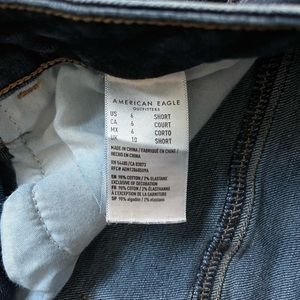 AMERICAN EAGLE
OUTFITTERS
US 6 SHORT
CA 6 COURT
MX 6 CORTO
UK 10 SHORT
MADE IN CHINA / FABRIQUÉ EN CHINE /
HECHO EN CHINA
EN 98% COTTON / 2% ELASTANE
EXCLUSIVE OF DECORATION
FR 98% COTON / 2% ÉLASTHANNE
À L'EXCEPTION DE LA GARNITURE
SP 98% algodón / 2% elastano